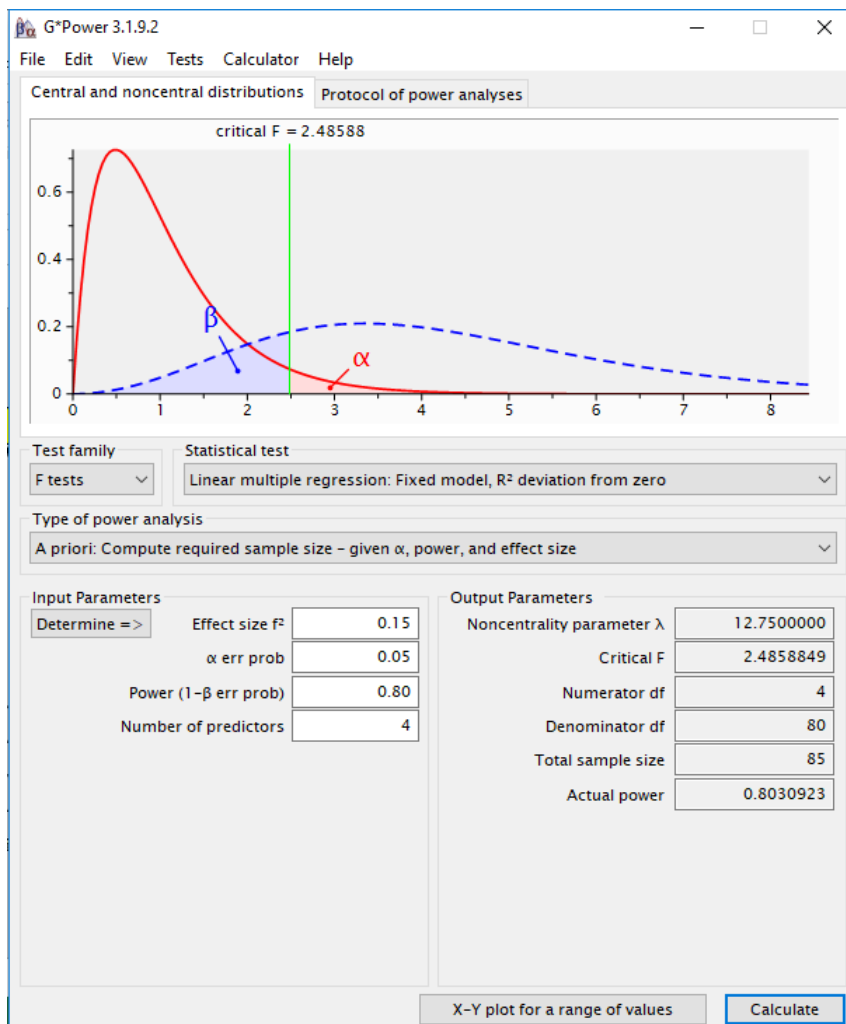 G*Power 3.1.9.2
File Edit View Tests Calculator Help
Central and noncentral distributions Protocol of power analyses
critical F = 2.48588
0.6
0.4
0.2
0
β
α
0 1 2 3 4 5 6 7 8
Test family Statistical test
F tests Linear multiple regression: Fixed model, R² deviation from zero
Type of power analysis
A priori: Compute required sample size – given α, power, and effect size
Input Parameters Output Parameters
Determine => Effect size f² 0.15 Noncentrality parameter λ 12.7500000
α err prob 0.05 Critical F 2.4858849
Power (1–β err prob) 0.80 Numerator df 4
Number of predictors 4 Denominator df 80
Total sample size 85
Actual power 0.8030923
X–Y plot for a range of values Calculate